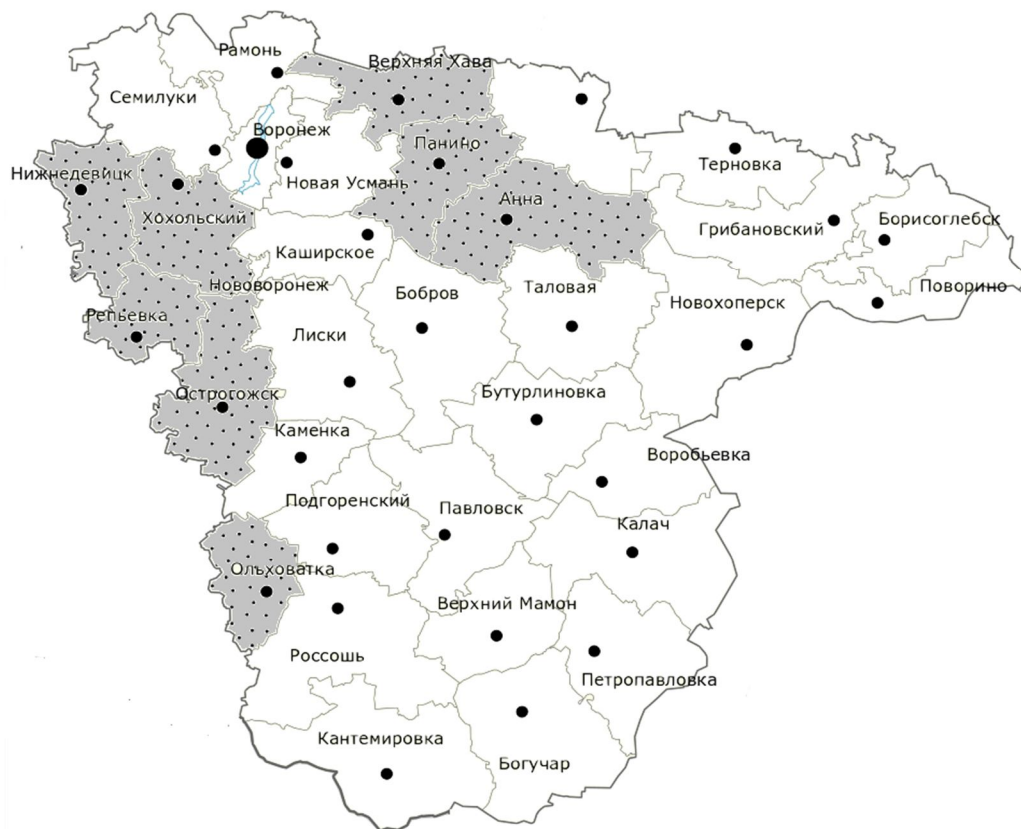 Рамонь
Верхняя Хава
Семилуки
Воронеж
Панино
Терновка
Нижнедевицк
Новая Усмань
Хохольский
Анна
Грибановский
Борисоглебск
Каширское
Нововоронеж
Бобров
Таловая
Новохоперск
Поворино
Репьевка
Лиски
Острогожск
Бутурлиновка
Каменка
Воробьевка
Подгоренский
Павловск
Калач
Ольховатка
Верхний Мамон
Россошь
Петропавловка
Кантемировка
Богучар